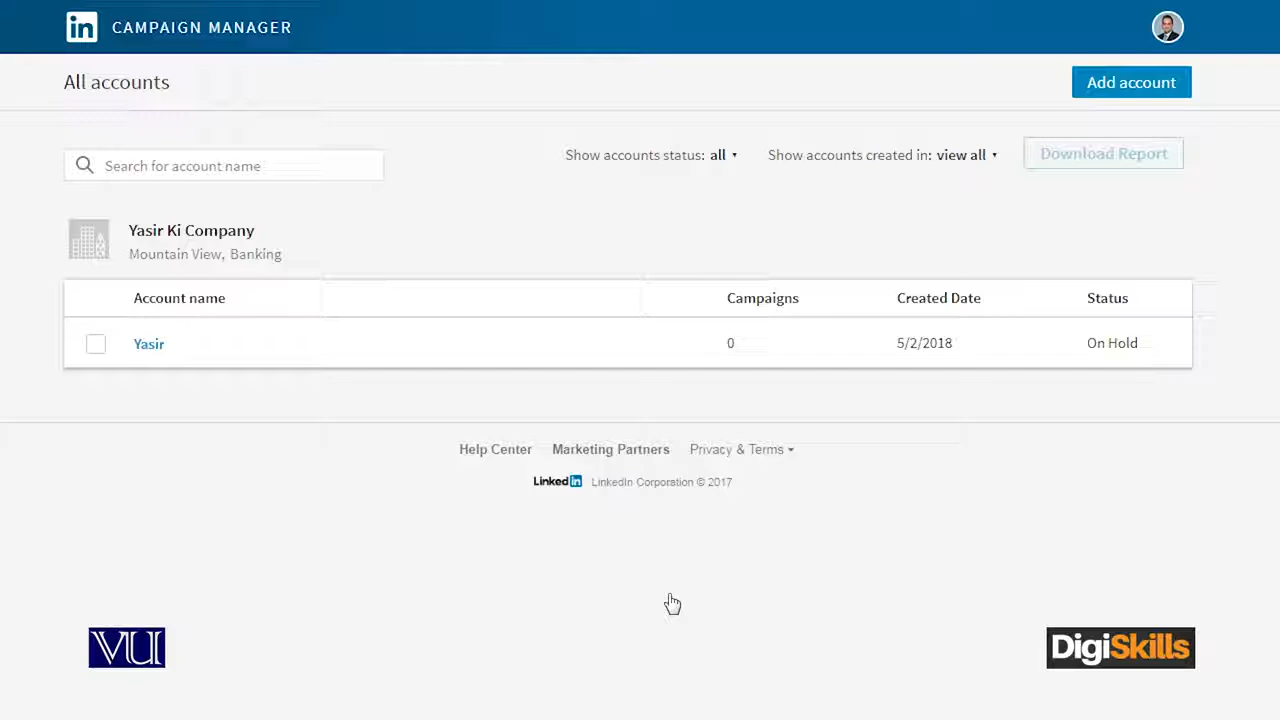 in CAMPAIGN MANAGER
All accounts
Add account
Search for account name
Show accounts status: all
Show accounts created in: view all
Download Report
Yasir Ki Company
Mountain View, Banking
Account name Campaigns Created Date Status
Yasir 0 5/2/2018 On Hold
Help Center Marketing Partners Privacy & Terms
Linkedin LinkedIn Corporation © 2017
VU
DigiSkills